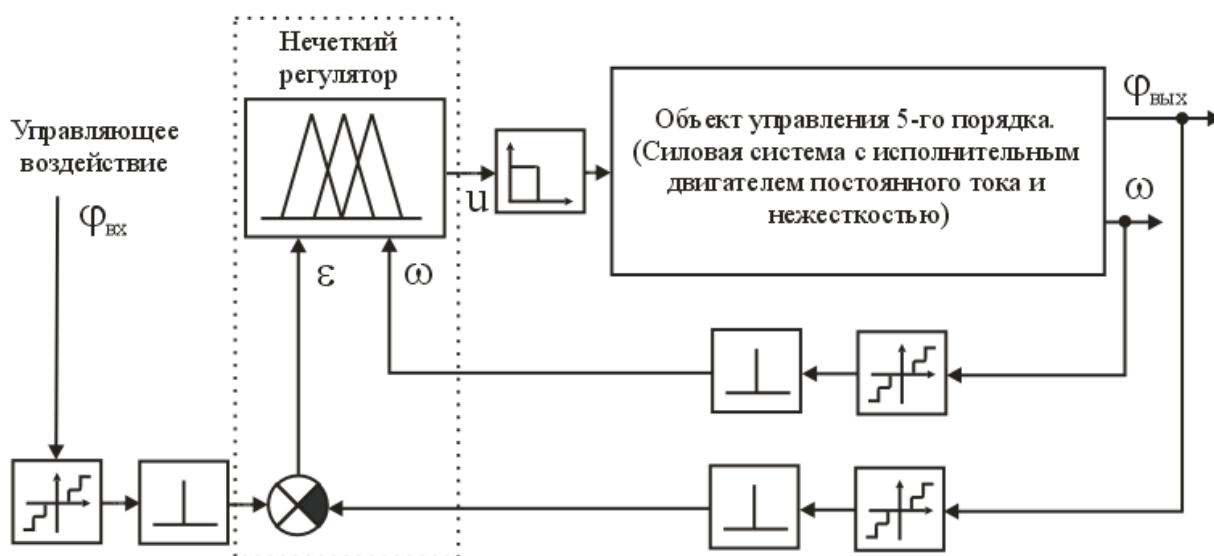 Нечеткий
регулятор
Управляющее
воздействие
φвх
u
ε
ω
Объект управления 5-го порядка.
(Силовая система с исполнительным
двигателем постоянного тока и
нежесткостью)
φвых
ω